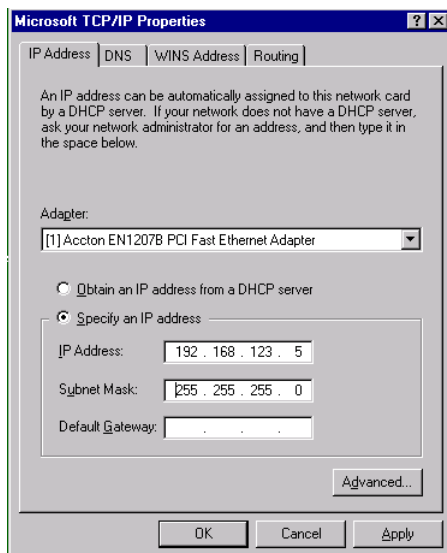 Microsoft TCP/IP Properties ? ×
IP Address DNS WINS Address Routing
An IP address can be automatically assigned to this network card
by a DHCP server. If your network does not have a DHCP server,
ask your network administrator for an address, and then type it in
the space below.
Adapter:
[1] Accton EN1207B PCI Fast Ethernet Adapter
Obtain an IP address from a DHCP server
Specify an IP address
IP Address: 192 . 168 . 123 . 5
Subnet Mask: 255 . 255 . 255 . 0
Default Gateway: . . .
Advanced...
OK Cancel Apply